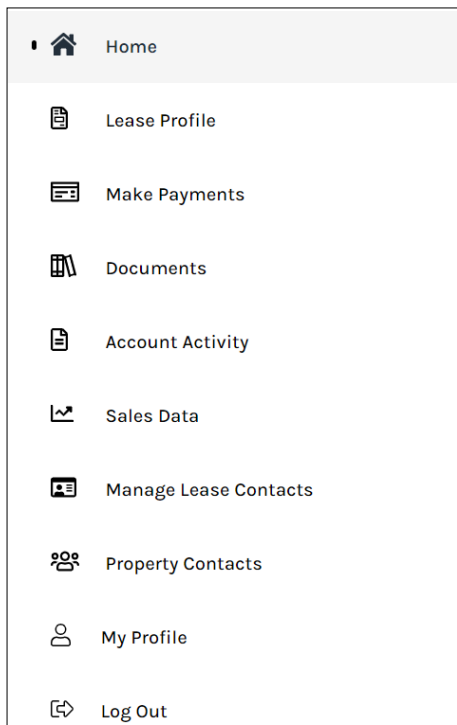 Home
Lease Profile
Make Payments
Documents
Account Activity
Sales Data
Manage Lease Contacts
Property Contacts
My Profile
Log Out